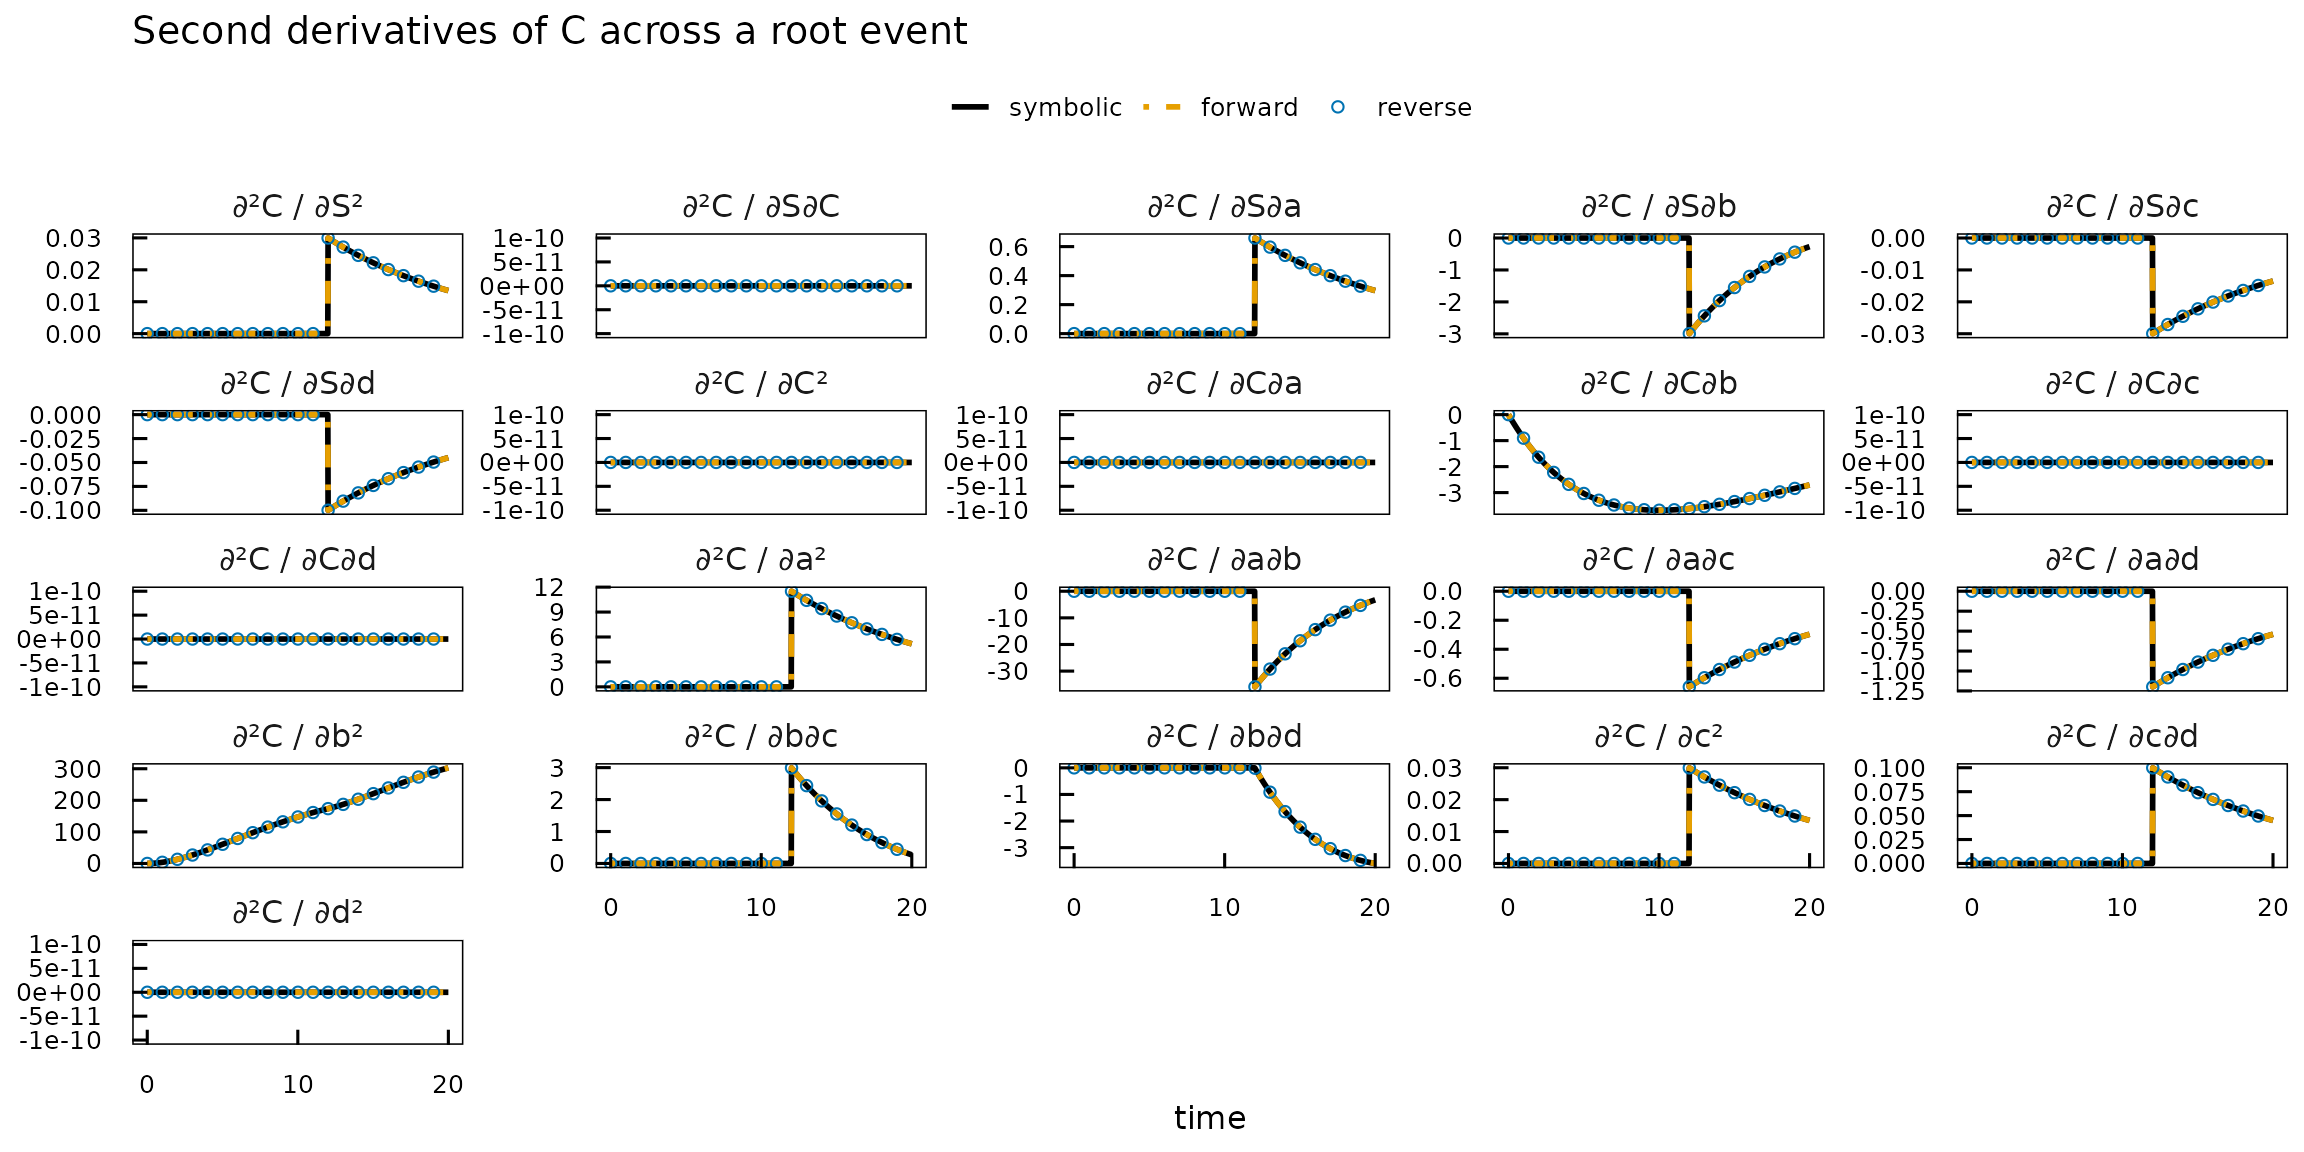 Second derivatives of C across a root event
symbolic forward reverse
∂²C / ∂S² ∂²C / ∂S∂C ∂²C / ∂S∂a ∂²C / ∂S∂b ∂²C / ∂S∂c
0.03 1e-10 0.6 0 0.00
0.02 5e-11 0.4 -1 -0.01
0.01 0e+00 0.2 -2 -0.02
0.00 -5e-11 0.0 -3 -0.03
-1e-10
∂²C / ∂S∂d ∂²C / ∂C² ∂²C / ∂C∂a ∂²C / ∂C∂b ∂²C / ∂C∂c
0.000 1e-10 1e-10 0 1e-10
-0.025 5e-11 5e-11 -1 5e-11
-0.050 0e+00 0e+00 -2 0e+00
-0.075 -5e-11 -5e-11 -3 -5e-11
-0.100 -1e-10 -1e-10 -1e-10
∂²C / ∂C∂d ∂²C / ∂a² ∂²C / ∂a∂b ∂²C / ∂a∂c ∂²C / ∂a∂d
1e-10 12 0 0.0 0.00
5e-11 9 -10 -0.2 -0.25
0e+00 6 -20 -0.4 -0.50
-5e-11 3 -30 -0.6 -0.75
-1e-10 0 -1.00
-1.25
∂²C / ∂b² ∂²C / ∂b∂c ∂²C / ∂b∂d ∂²C / ∂c² ∂²C / ∂c∂d
300 3 0 0.03 0.100
200 2 -1 0.02 0.075
100 1 -2 0.01 0.050
0 0 -3 0.00 0.025
0.000
0 10 20 0 10 20 0 10 20 0 10 20
∂²C / ∂d²
1e-10
5e-11
0e+00
-5e-11
-1e-10
0 10 20
time